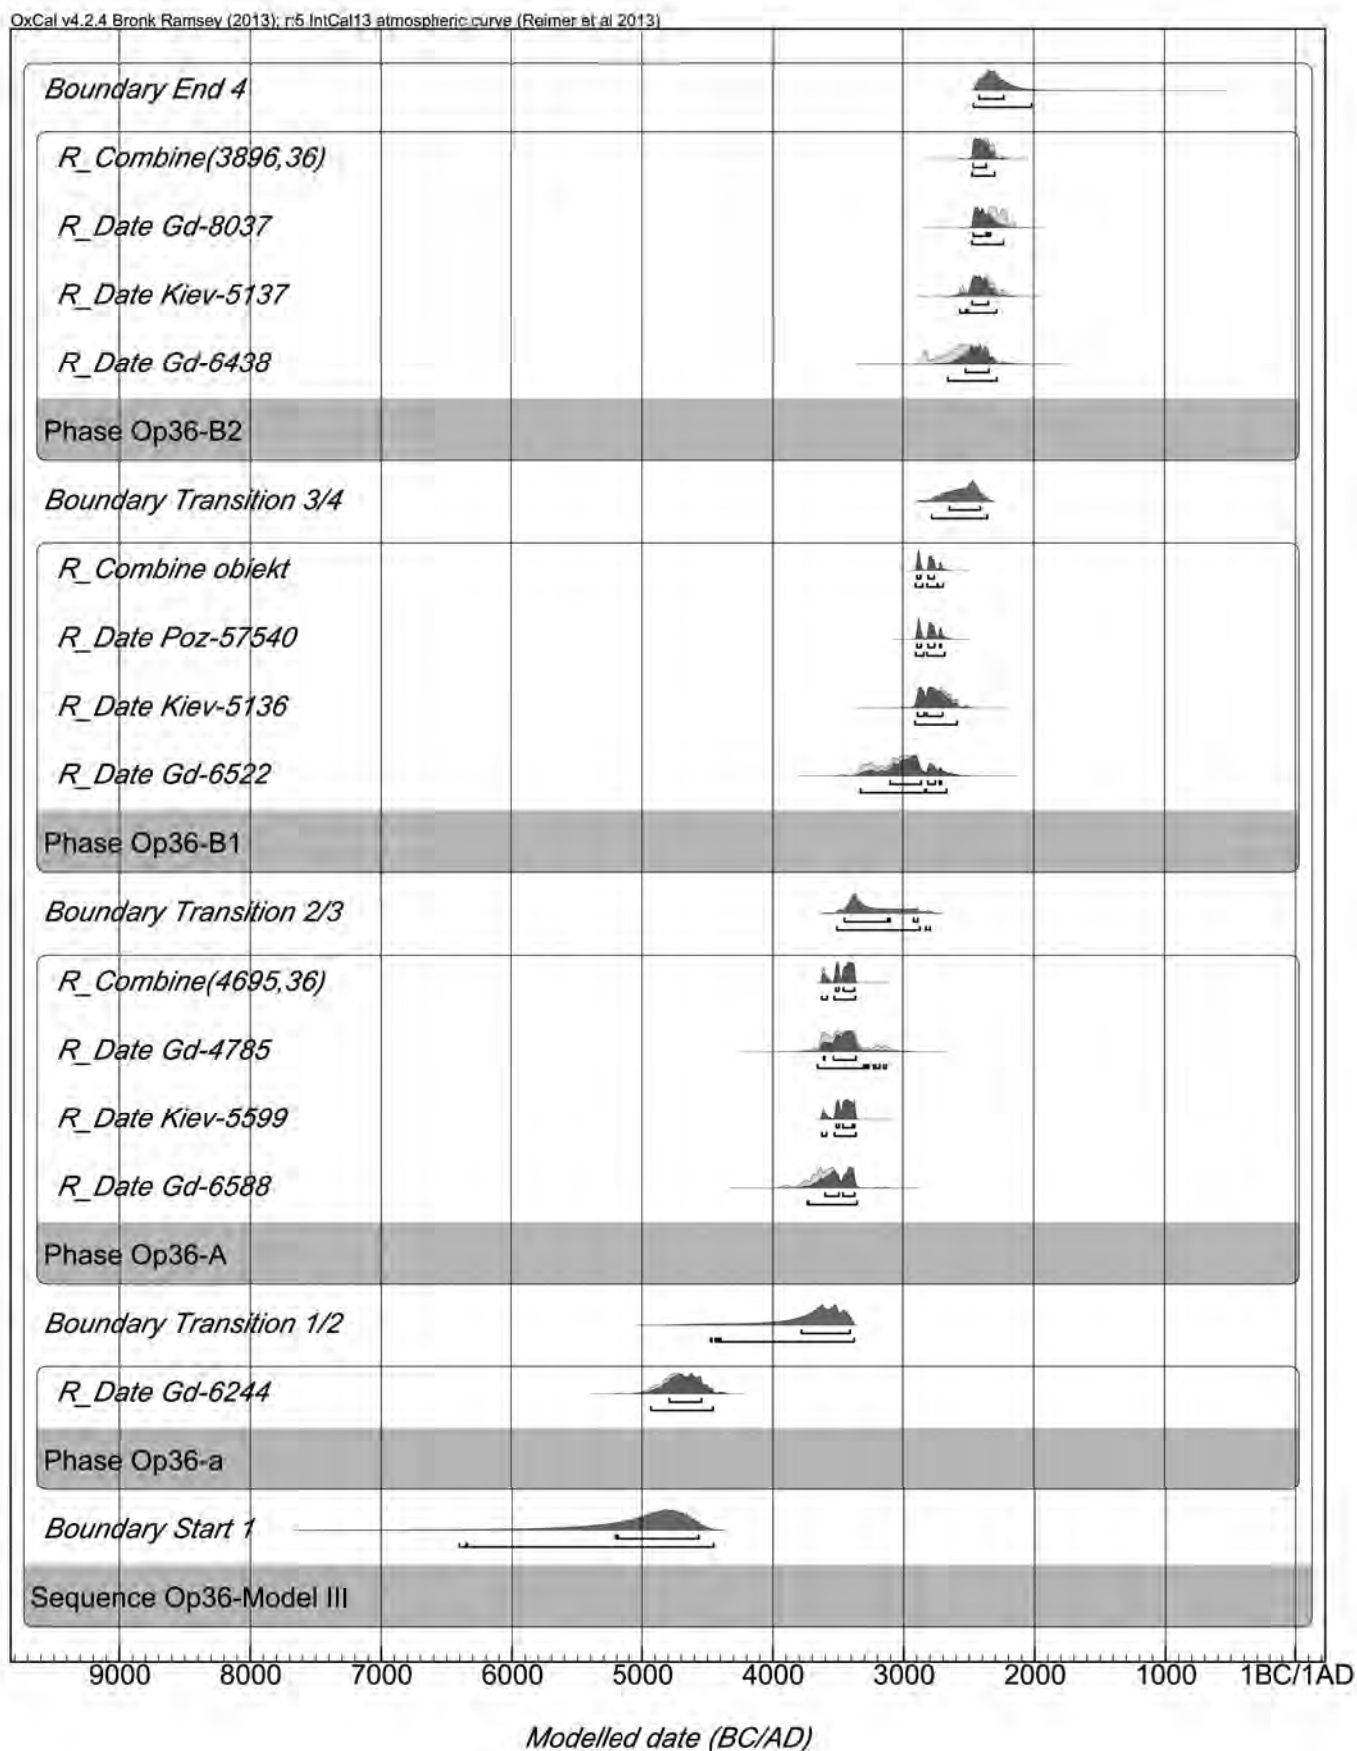 OxCal v4.2.4 Bronk Ramsey (2013); r:5 IntCal13 atmospheric curve (Reimer et al 2013)
Boundary End 4
R_Combine(3896,36)
R_Date Gd-8037
R_Date Kiev-5137
R_Date Gd-6438
Phase Op36-B2
Boundary Transition 3/4
R_Combine obiekt
R_Date Poz-57540
R_Date Kiev-5136
R_Date Gd-6522
Phase Op36-B1
Boundary Transition 2/3
R_Combine(4695,36)
R_Date Gd-4785
R_Date Kiev-5599
R_Date Gd-6588
Phase Op36-A
Boundary Transition 1/2
R_Date Gd-6244
Phase Op36-a
Boundary Start 1
Sequence Op36-Model III
9000 8000 7000 6000 5000 4000 3000 2000 1000 1BC/1AD
Modelled date (BC/AD)